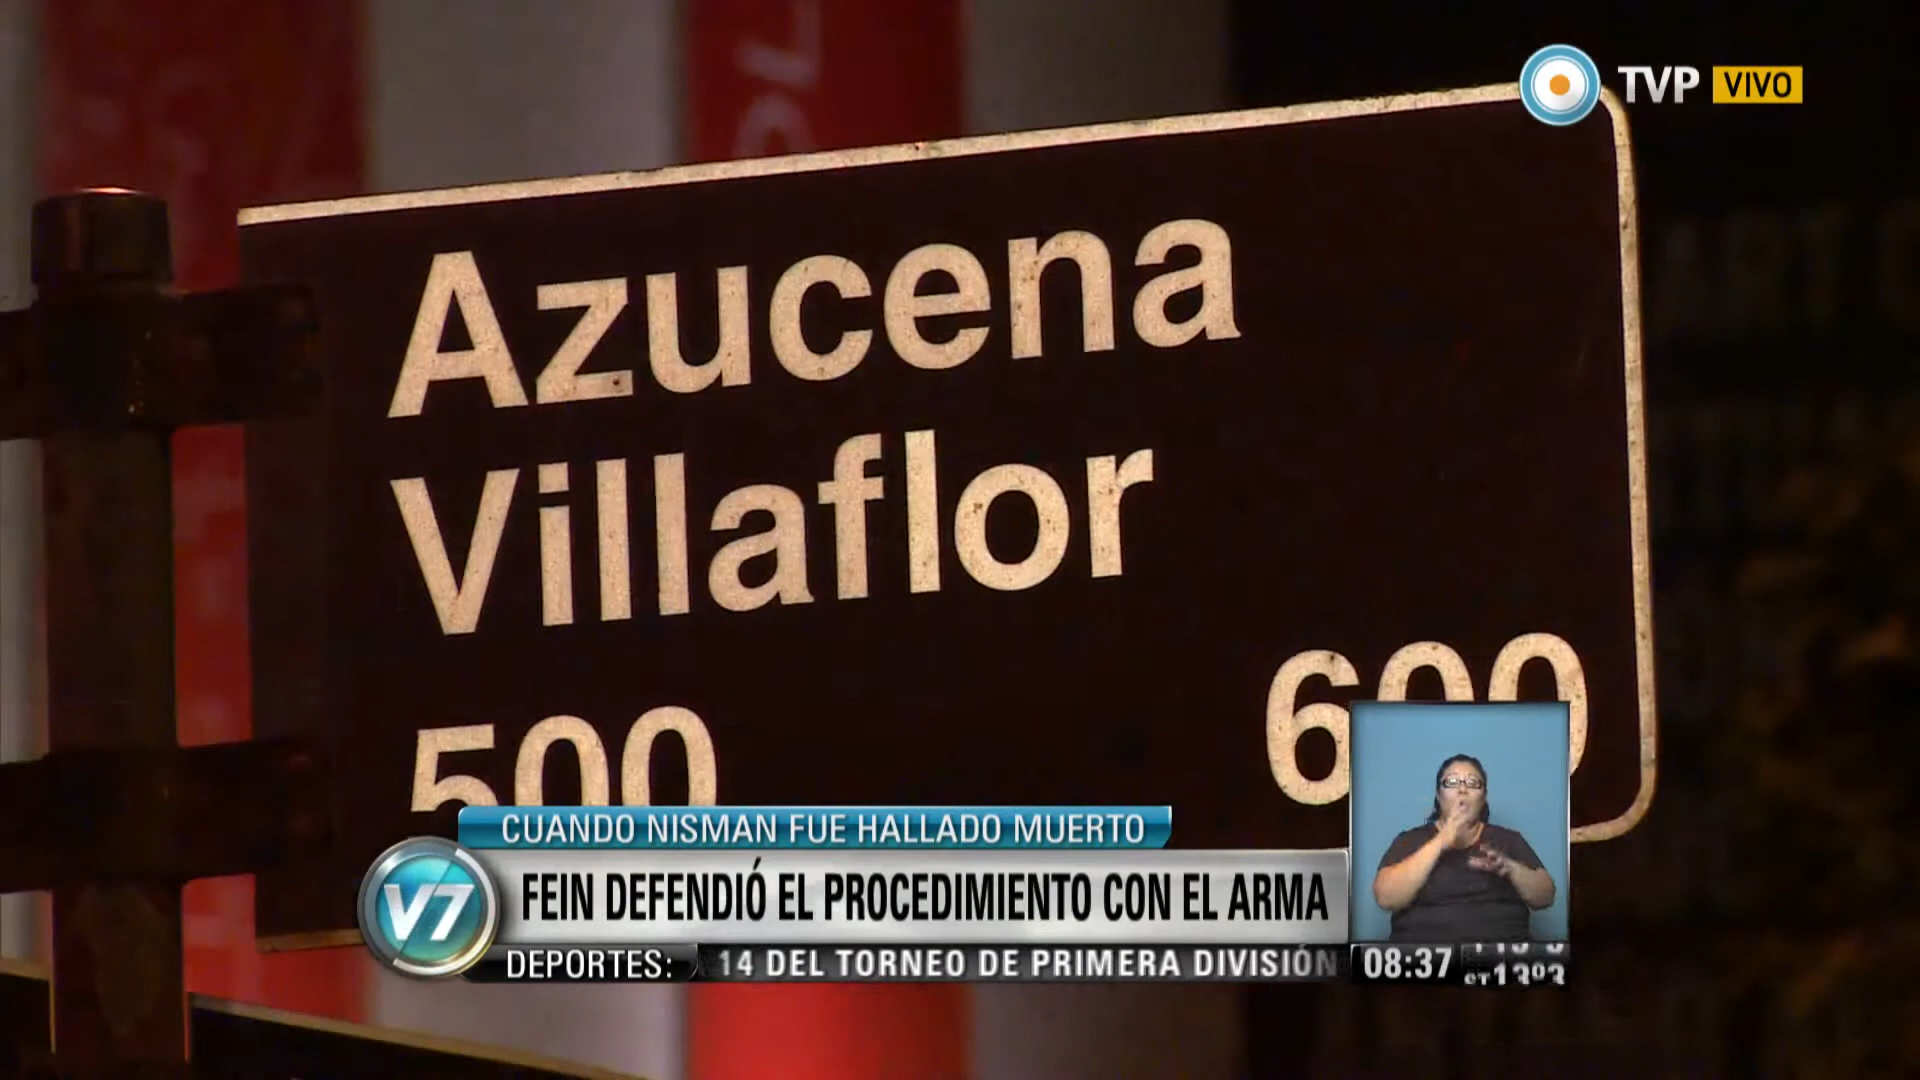 TVP VIVO
Azucena
Villaflor
500 600
CUANDO NISMAN FUE HALLADO MUERTO
V7
FEIN DEFENDIÓ EL PROCEDIMIENTO CON EL ARMA
DEPORTES: 14 DEL TORNEO DE PRIMERA DIVISIÓN 08:37